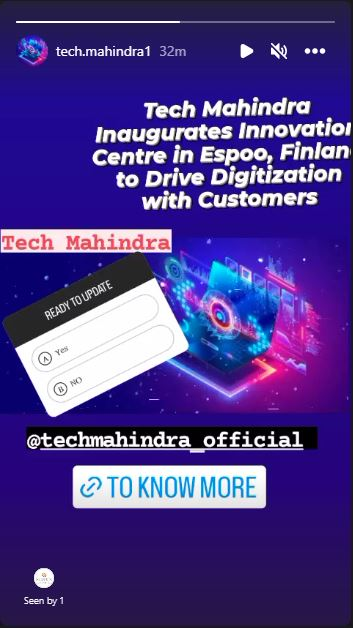 tech.mahindra1 32m
Tech Mahindra
Inaugurates Innovation
Centre in Espoo, Finlan
to Drive Digitization
with Customers
Tech Mahindra
READY TO UPDATE
A Yes
B NO
@techmahindra_official
TO KNOW MORE
Seen by 1